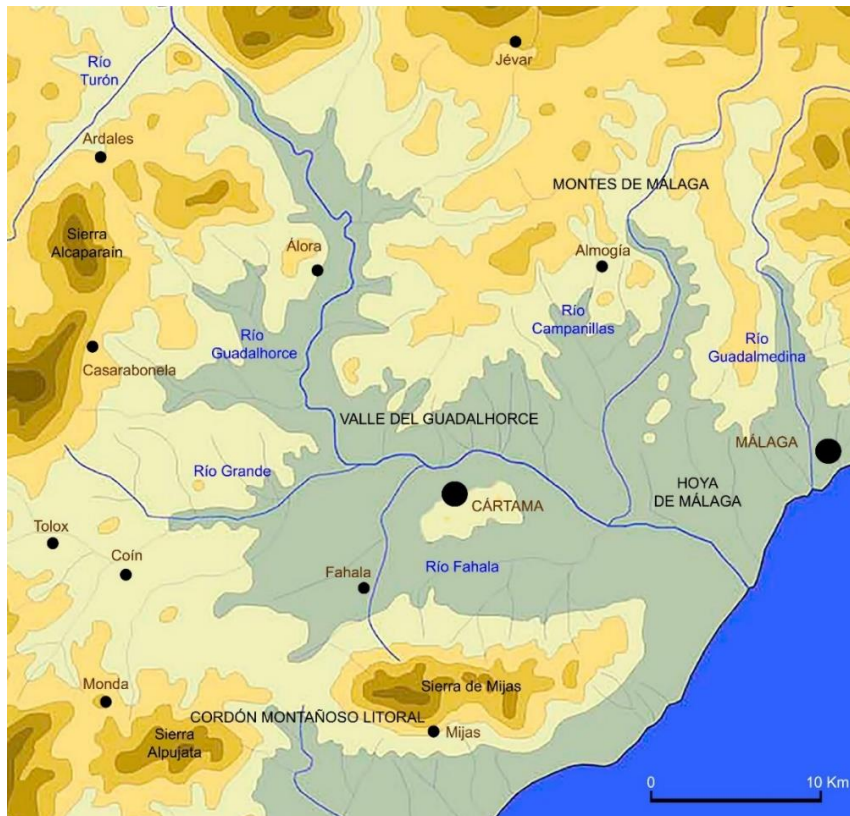 Jévar
Río
Turón
Ardales
MONTES DE MÁLAGA
Sierra
Alcaparaín
Álora
Almogía
Río
Campanillas
Río
Guadalhorce
Río
Guadalmedina
Casarabonela
VALLE DEL GUADALHORCE
MÁLAGA
Río Grande
HOYA
DE MÁLAGA
CÁRTAMA
Tolox
Coín
Fahala
Río Fahala
Monda
Sierra de Mijas
CORDÓN MONTAÑOSO LITORAL
Sierra
Alpujata
Mijas
0 10 Km